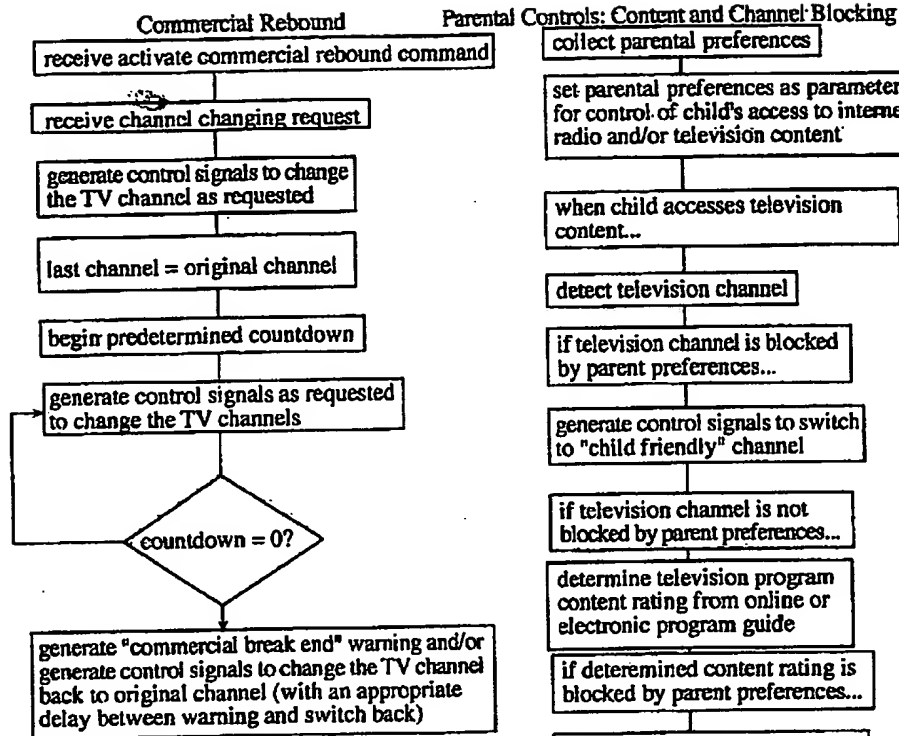 Commercial Rebound
receive activate commercial rebound command
receive channel changing request
generate control signals to change
the TV channel as requested
last channel = original channel
begin predetermined countdown
generate control signals as requested
to change the TV channels
countdown = 0?
generate "commercial break end" warning and/or
generate control signals to change the TV channel
back to original channel (with an appropriate
delay between warning and switch back)
Parental Controls: Content and Channel Blocking
collect parental preferences
set parental preferences as parameter
for control of child's access to interne
radio and/or television content
when child accesses television
content...
detect television channel
if television channel is blocked
by parent preferences...
generate control signals to switch
to "child friendly" channel
if television channel is not
blocked by parent preferences...
determine television program
content rating from online or
electronic program guide
if deteremined content rating is
blocked by parent preferences...